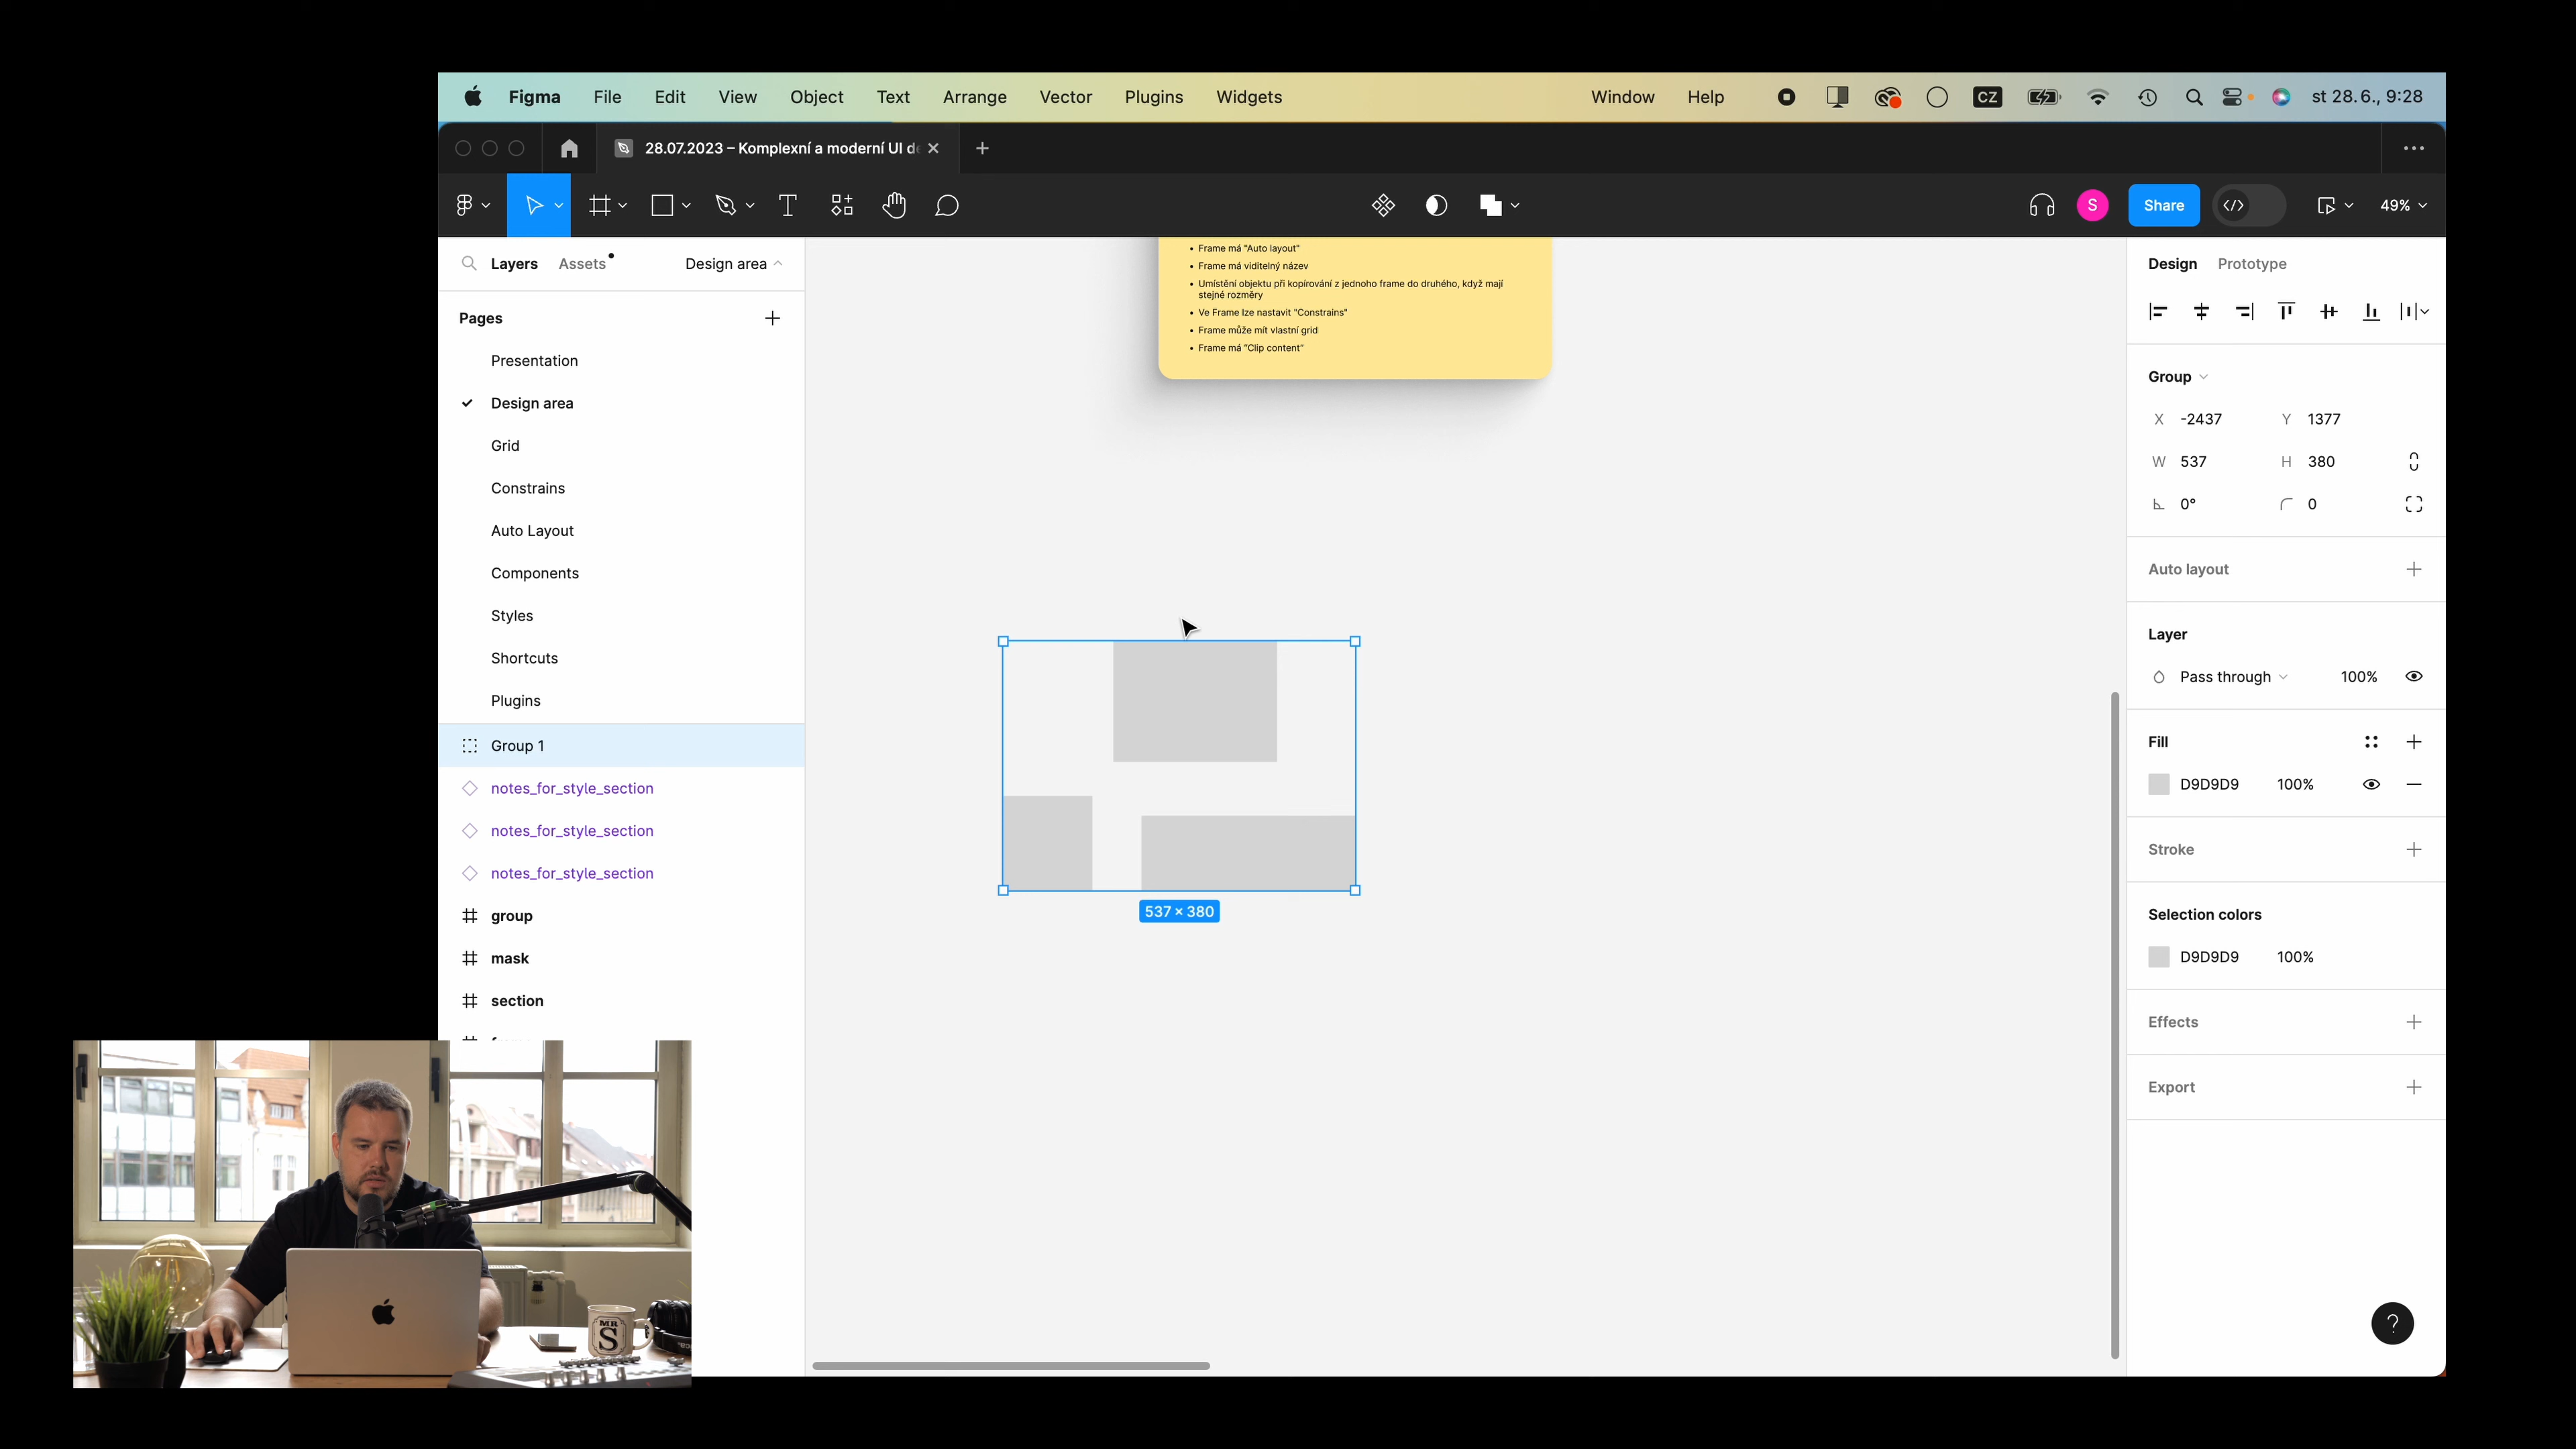 Figma File Edit View Object Text Arrange Vector Plugins Widgets Window Help CZ st 28.6., 9:28
28.07.2023 – Komplexní a moderní UI
S Share 49%
Layers Assets Design area
Pages
Presentation
Design area
Grid
Constrains
Auto Layout
Components
Styles
Shortcuts
Plugins
Group 1
notes_for_style_section
notes_for_style_section
notes_for_style_section
group
mask
section
• Frame má "Auto layout"
• Frame má viditelný název
• Umístění objektu při kopírování z jednoho frame do druhého, když mají
stejné rozměry
• Ve Frame lze nastavit "Constrains"
• Frame může mít vlastní grid
• Frame má "Clip content"
537 × 380
Design Prototype
Group
X -2437 Y 1377
W 537 H 380
0° 0
Auto layout
Layer
Pass through 100%
Fill
D9D9D9 100%
Stroke
Selection colors
D9D9D9 100%
Effects
Export
?
MR
S